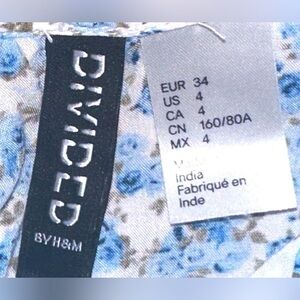 DIVIDED
BY H&M
EUR 34
US 4
CA 4
CN 160/80A
MX 4
India
Fabriqué en
Inde